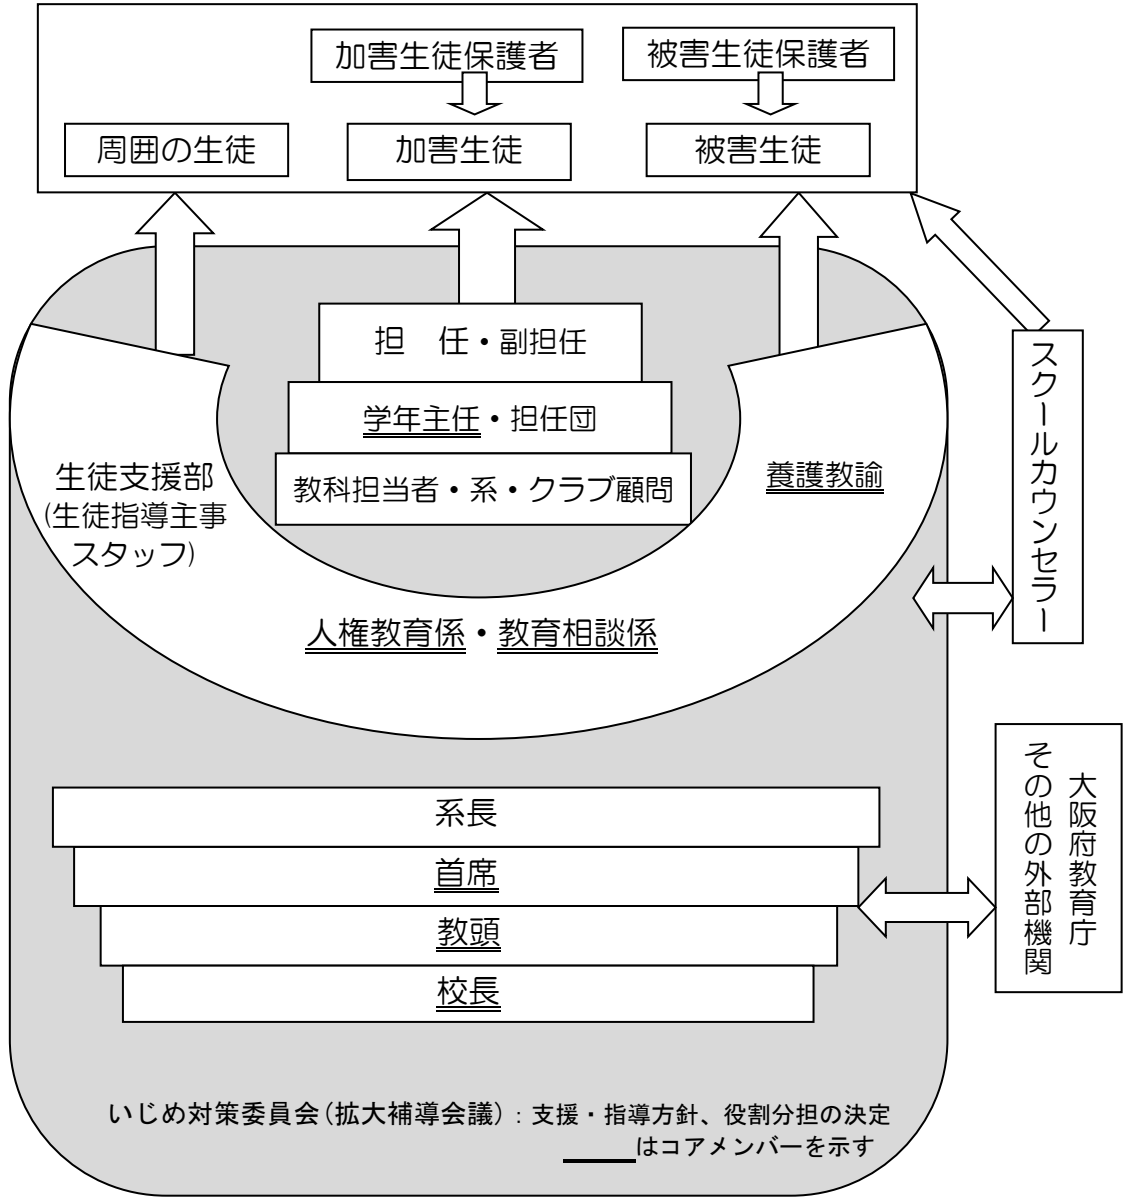 加害生徒保護者
被害生徒保護者
周囲の生徒
加害生徒
被害生徒
担　任・副担任
学年主任・担任団
教科担当者・系・クラブ顧問
生徒支援部
(生徒指導主事
スタッフ)
養護教諭
人権教育係・教育相談係
スクールカウンセラー
系長
首席
教頭
校長
大阪府教育庁
その他の外部機関
いじめ対策委員会(拡大補導会議)：支援・指導方針、役割分担の決定
はコアメンバーを示す